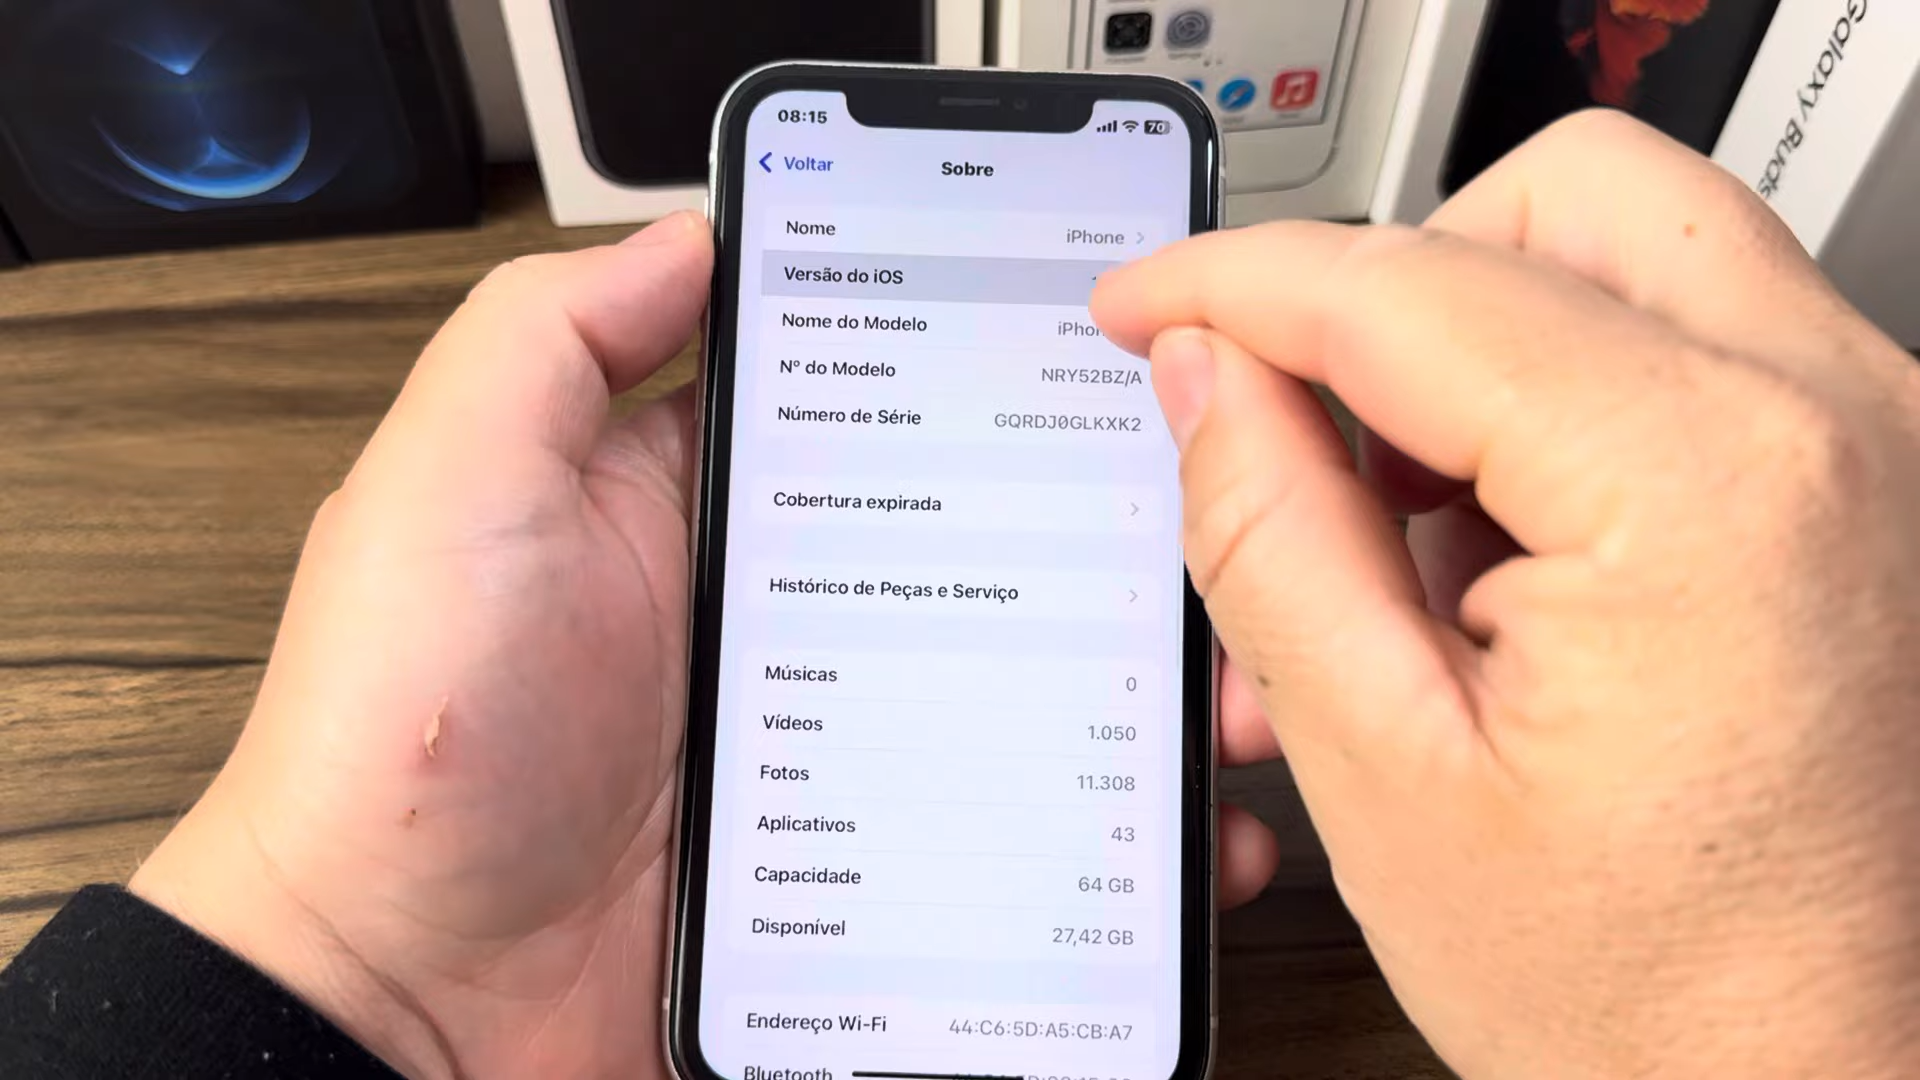 08:15
70
Voltar
Sobre
Nome
iPhone
Versão do iOS
Nome do Modelo
Nº do Modelo
NRY52BZ/A
Número de Série
GQRDJ0GLKXK2
Cobertura expirada
Histórico de Peças e Serviço
Músicas
0
Vídeos
1.050
Fotos
11.308
Aplicativos
43
Capacidade
64 GB
Disponível
27,42 GB
Endereço Wi-Fi
44:C6:5D:A5:CB:A7
Bluetooth
Galaxy Buds